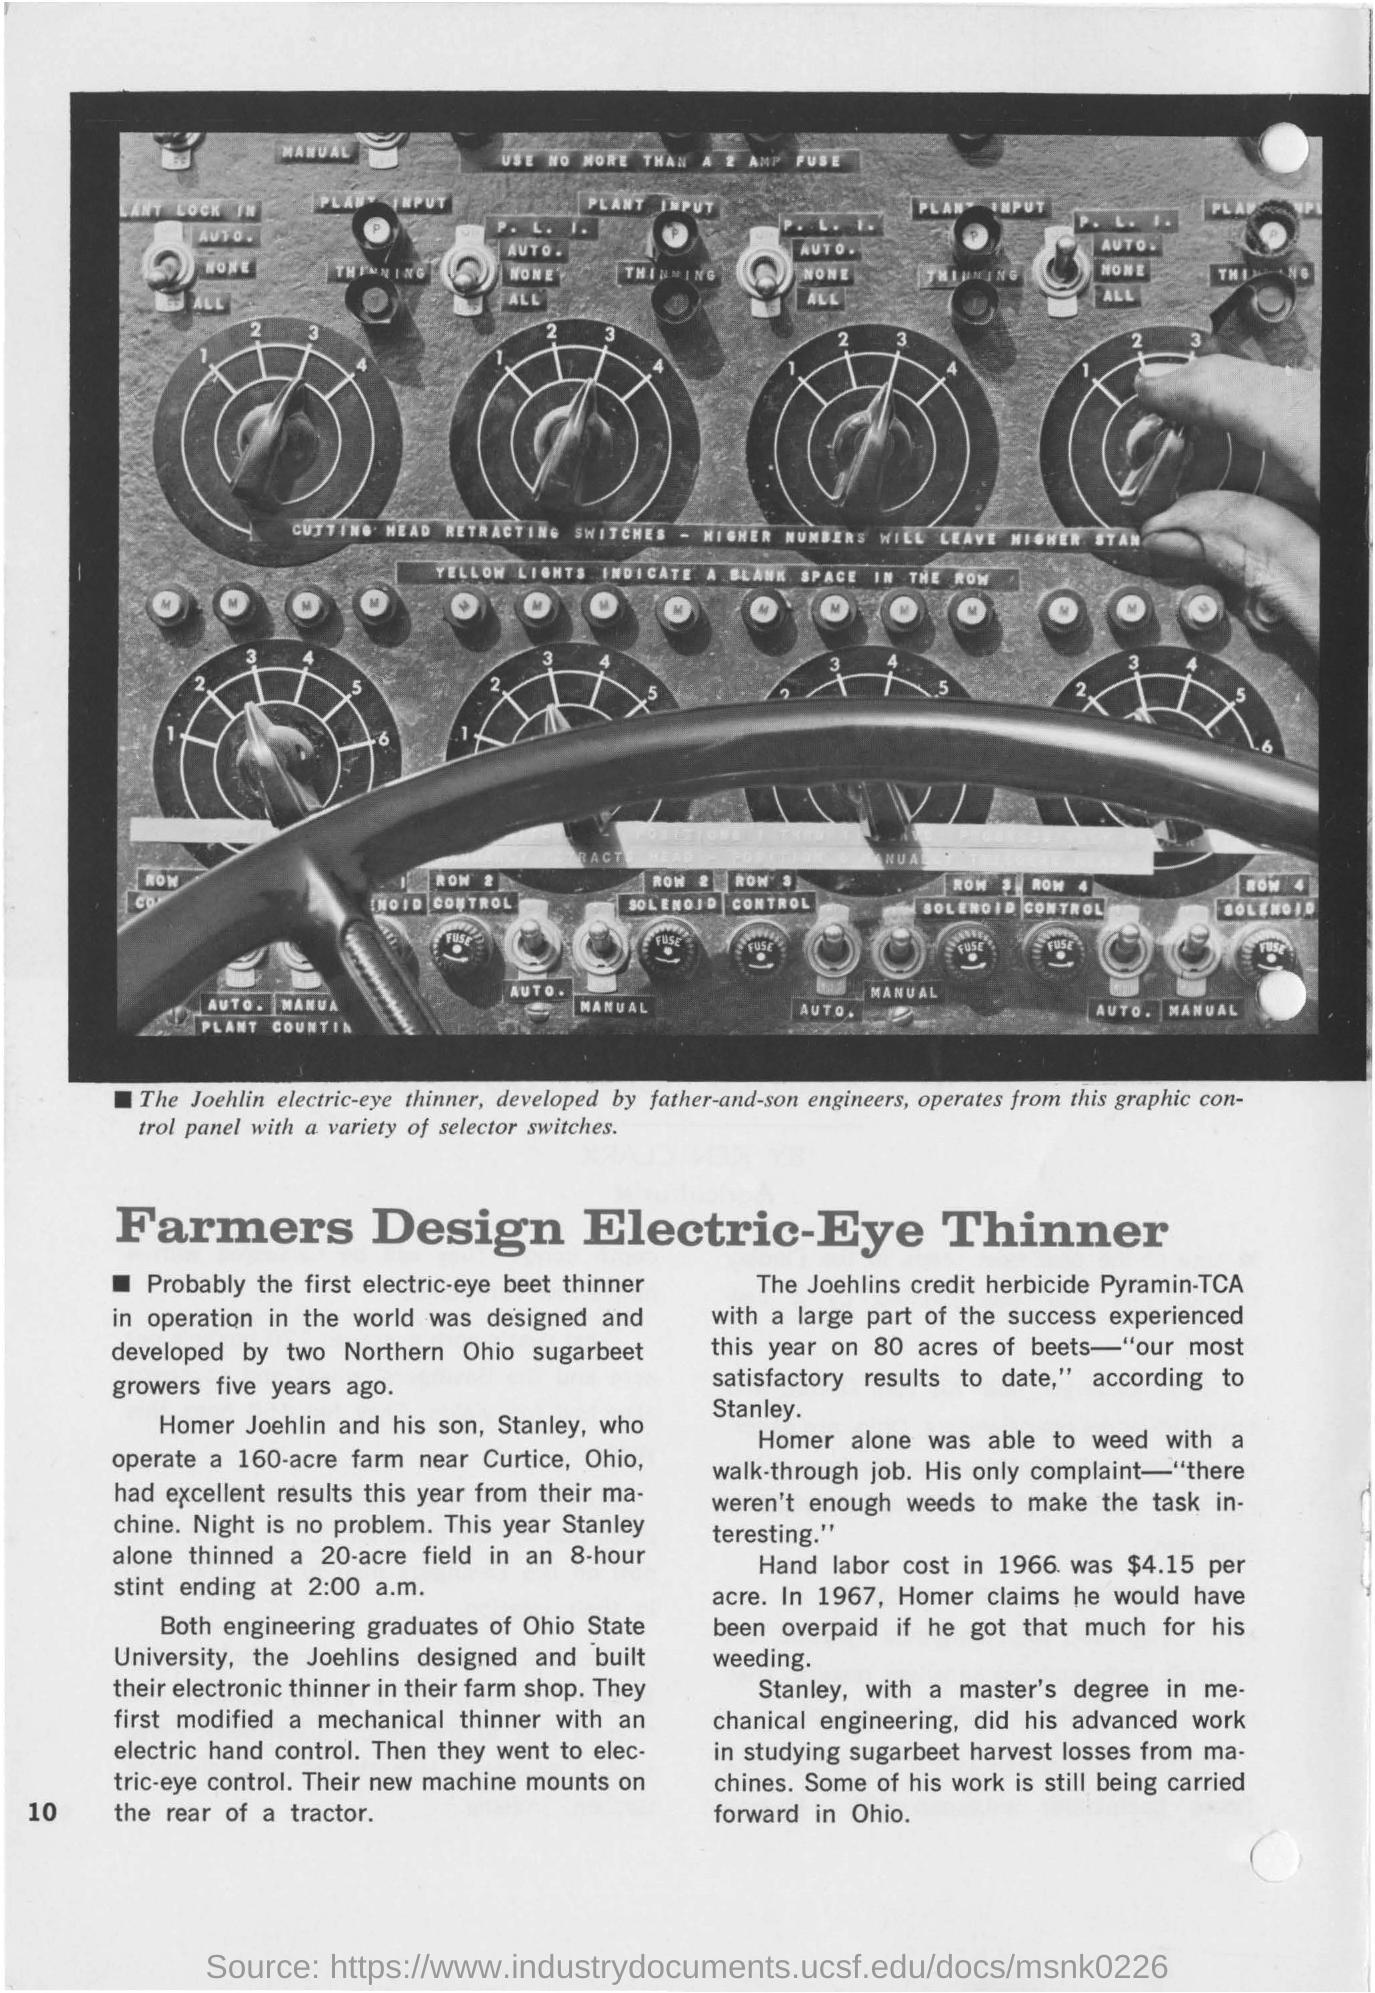 MANUAL
USE NO MORE THAN A 2 AMP FUSE
LANT LOCK IN
PLANT INPUT
P. L. I.
PLANT INPUT
P. L. I.
PLANT INPUT
P. L. I.
AUTO.
P
AUTO.
P
AUTO.
P
AUTO.
P
NONE
THINNING
NONE
THINNING
NONE
THINNING
NONE
THINNING
ALL
ALL
ALL
ALL
1 2 3 4
1 2 3 4
1 2 3 4
1 2 3
CUTTING HEAD RETRACTING SWITCHES - HIGHER NUMBERS WILL LEAVE HIGHER STAN
YELLOW LIGHTS INDICATE A BLANK SPACE IN THE ROW
M M M M M M M M M M M M M M M
1 2 3 4 5 6
1 2 3 4 5
2 3 4 5
2 3 4 5 6
POSITIONS
HEAD - POSITION
ROW
ROW 2
ROW 2
ROW 3
ROW 3
ROW 4
ROW 4
NOID
CONTROL
SOLENOID
CONTROL
SOLENOID
CONTROL
SOLENOID
FUSE
FUSE
FUSE
FUSE
FUSE
FUSE
AUTO.
MANUA
AUTO.
MANUAL
AUTO.
MANUAL
AUTO.
MANUAL
PLANT COUNTIN
■ The Joehlin electric-eye thinner, developed by father-and-son engineers, operates from this graphic con-
trol panel with a variety of selector switches.
Farmers Design Electric-Eye Thinner
■ Probably the first electric-eye beet thinner
in operation in the world was designed and
developed by two Northern Ohio sugarbeet
growers five years ago.
Homer Joehlin and his son, Stanley, who
operate a 160-acre farm near Curtice, Ohio,
had excellent results this year from their ma-
chine. Night is no problem. This year Stanley
alone thinned a 20-acre field in an 8-hour
stint ending at 2:00 a.m.
Both engineering graduates of Ohio State
University, the Joehlins designed and built
their electronic thinner in their farm shop. They
first modified a mechanical thinner with an
electric hand control. Then they went to elec-
tric-eye control. Their new machine mounts on
the rear of a tractor.
The Joehlins credit herbicide Pyramin-TCA
with a large part of the success experienced
this year on 80 acres of beets—"our most
satisfactory results to date," according to
Stanley.
Homer alone was able to weed with a
walk-through job. His only complaint—"there
weren't enough weeds to make the task in-
teresting."
Hand labor cost in 1966 was $4.15 per
acre. In 1967, Homer claims he would have
been overpaid if he got that much for his
weeding.
Stanley, with a master's degree in me-
chanical engineering, did his advanced work
in studying sugarbeet harvest losses from ma-
chines. Some of his work is still being carried
forward in Ohio.
10
Source: https://www.industrydocuments.ucsf.edu/docs/msnk0226